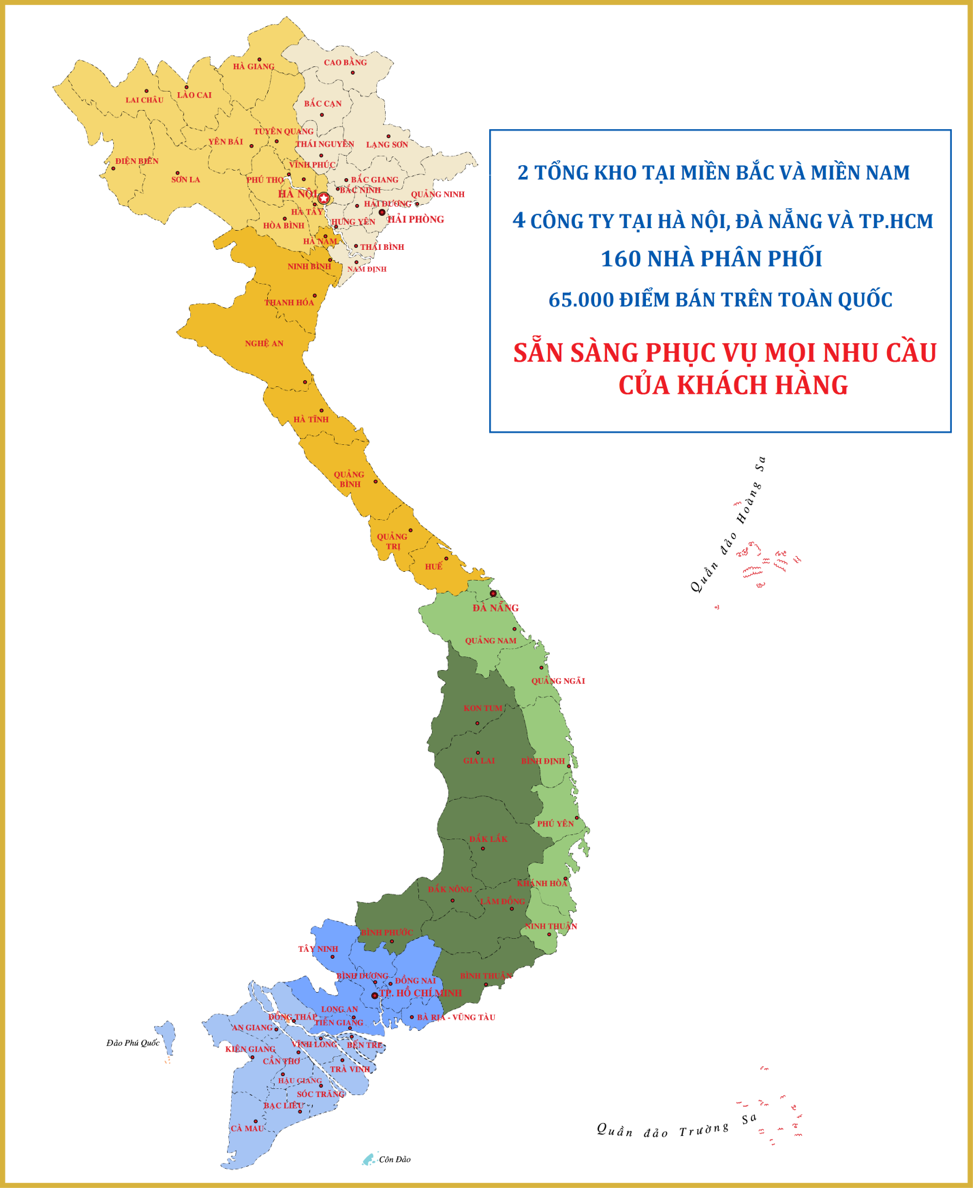 HÀ GIANG
CAO BẰNG
LAI CHÂU
LÀO CAI
BẮC CẠN
TUYÊN QUANG
YÊN BÁI
THÁI NGUYÊN
LẠNG SƠN
ĐIỆN BIÊN
VĨNH PHÚC
SƠN LA
PHÚ THỌ
BẮC GIANG
BẮC NINH
QUẢNG NINH
HÀ NỘI
HẢI DƯƠNG
HÀ TÂY
HẢI PHÒNG
HÒA BÌNH
HƯNG YÊN
HÀ NAM
THÁI BÌNH
NINH BÌNH
NAM ĐỊNH
THANH HÓA
NGHỆ AN
HÀ TĨNH
QUẢNG
BÌNH
QUẢNG
TRỊ
HUẾ
2 TỔNG KHO TẠI MIỀN BẮC VÀ MIỀN NAM
4 CÔNG TY TẠI HÀ NỘI, ĐÀ NẴNG VÀ TP.HCM
160 NHÀ PHÂN PHỐI
65.000 ĐIỂM BÁN TRÊN TOÀN QUỐC
SẴN SÀNG PHỤC VỤ MỌI NHU CẦU
CỦA KHÁCH HÀNG
Quần đảo Hoàng Sa
ĐÀ NẴNG
QUẢNG NAM
QUẢNG NGÃI
KON TUM
GIA LAI
BÌNH ĐỊNH
PHÚ YÊN
ĐẮK LẮK
KHÁNH HÒA
ĐẮK NÔNG
LÂM ĐỒNG
NINH THUẬN
BÌNH PHƯỚC
TÂY NINH
BÌNH DƯƠNG
ĐỒNG NAI
BÌNH THUẬN
TP. HỒ CHÍ MINH
LONG AN
ĐỒNG THÁP
TIỀN GIANG
BÀ RỊA - VŨNG TÀU
AN GIANG
Đảo Phú Quốc
KIÊN GIANG
VĨNH LONG
BẾN TRE
CẦN THƠ
TRÀ VINH
HẬU GIANG
SÓC TRĂNG
BẠC LIÊU
CÀ MAU
Quần đảo Trường Sa
Côn Đảo